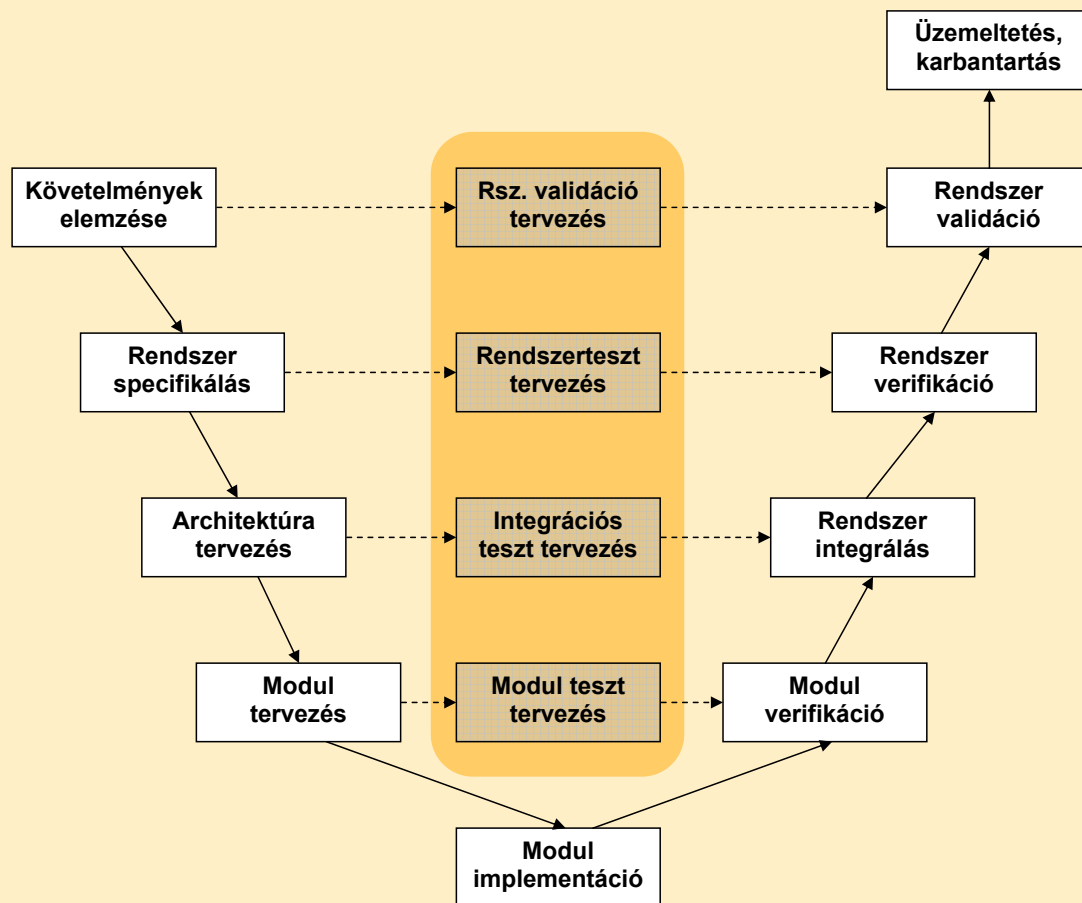 Üzemeltetés,
karbantartás
Követelmények
elemzése
Rsz. validáció
tervezés
Rendszer
validáció
Rendszer
specifikálás
Rendszerteszt
tervezés
Rendszer
verifikáció
Architektúra
tervezés
Integrációs
teszt tervezés
Rendszer
integrálás
Modul
tervezés
Modul teszt
tervezés
Modul
verifikáció
Modul
implementáció